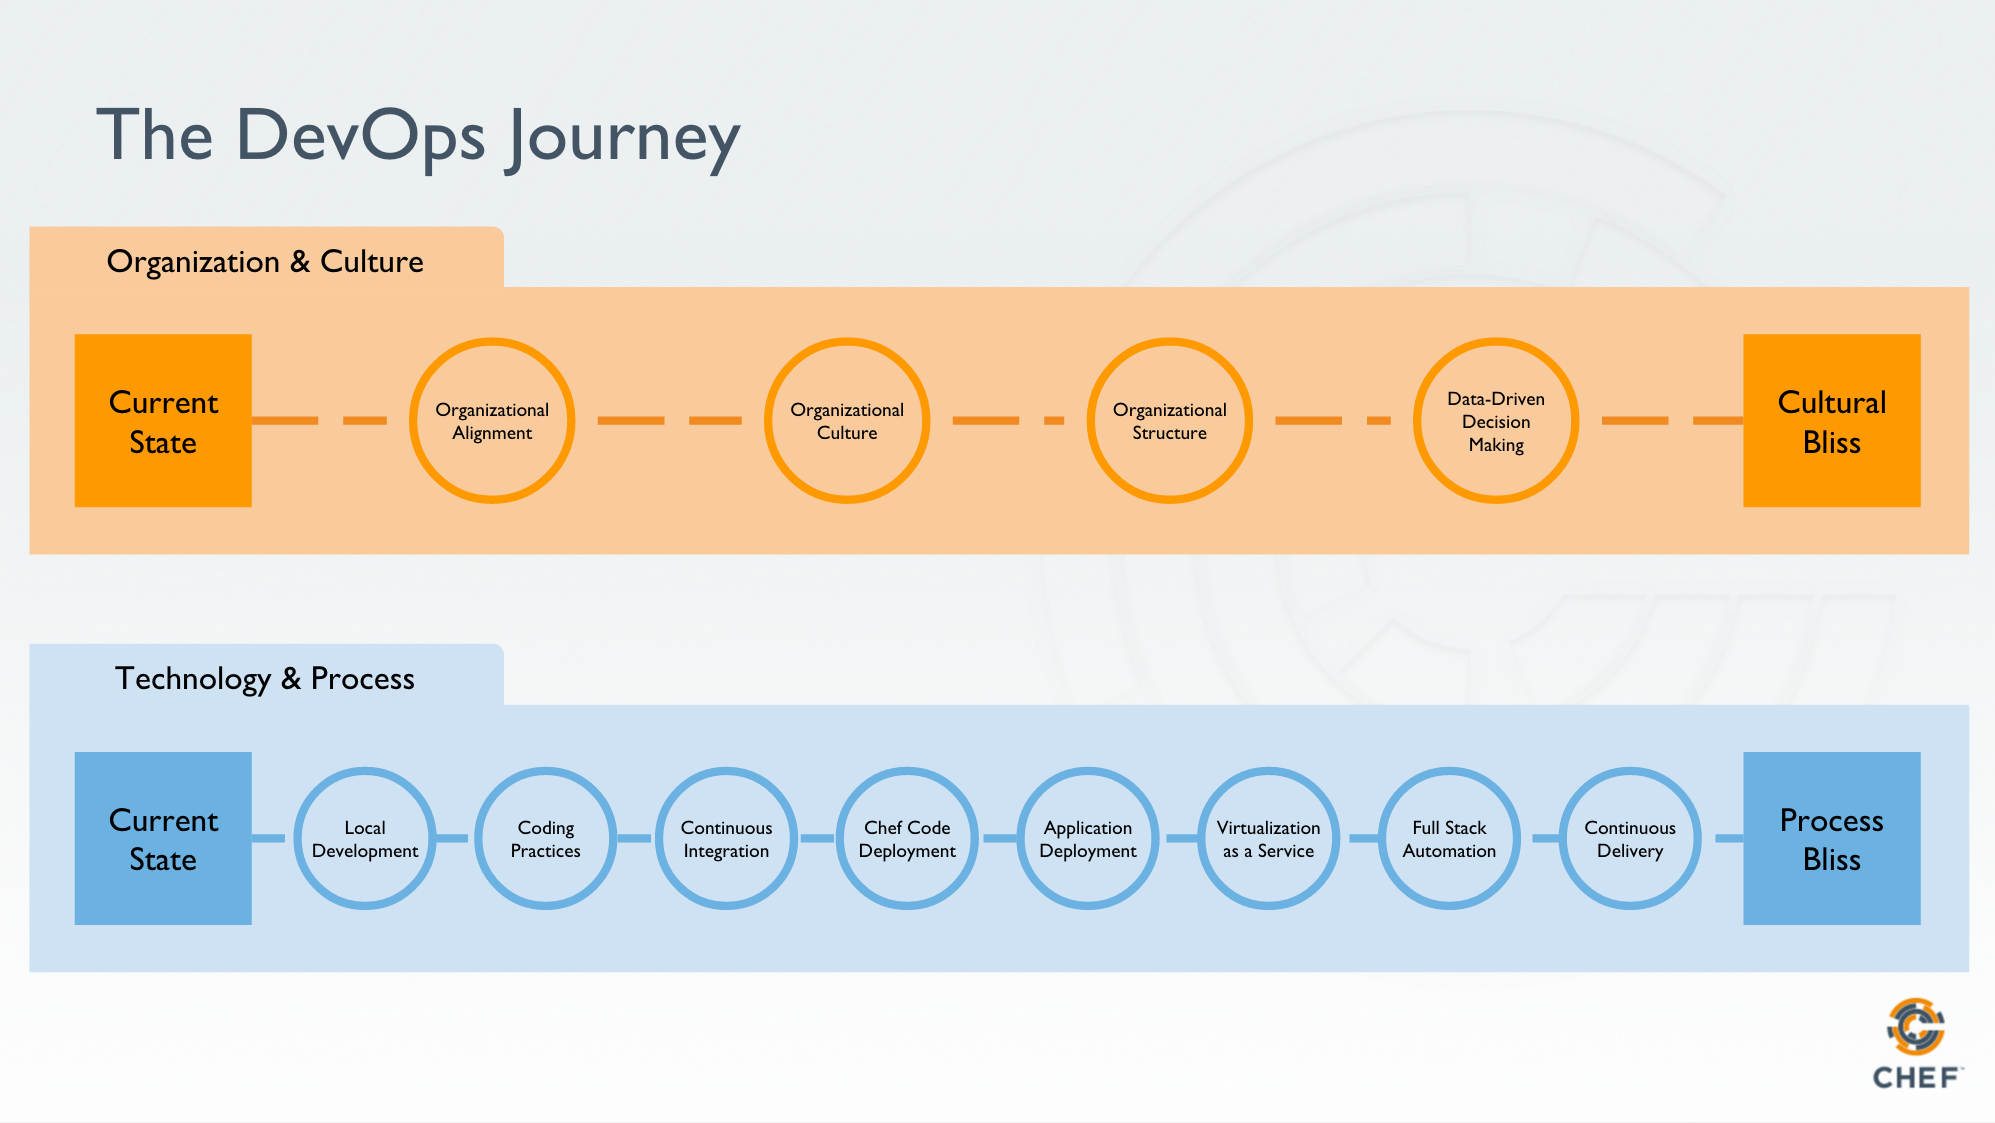 The DevOps Journey
Organization & Culture
Current
State
Organizational
Alignment
Organizational
Culture
Organizational
Structure
Data-Driven
Decision
Making
Cultural
Bliss
Technology & Process
Current
State
Local
Development
Coding
Practices
Continuous
Integration
Chef Code
Deployment
Application
Deployment
Virtualization
as a Service
Full Stack
Automation
Continuous
Delivery
Process
Bliss
CHEF™